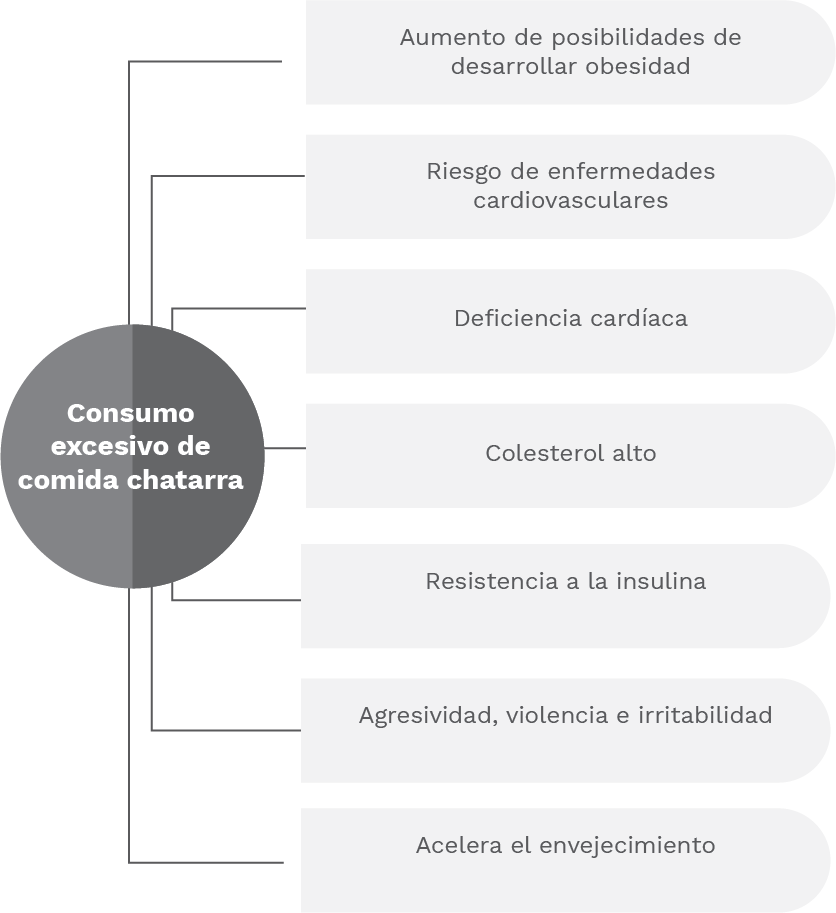 Aumento de posibilidades de
desarrollar obesidad
Riesgo de enfermedades
cardiovasculares
Deficiencia cardíaca
Consumo
excesivo de
comida chatarra
Colesterol alto
Resistencia a la insulina
Agresividad, violencia e irritabilidad
Acelera el envejecimiento